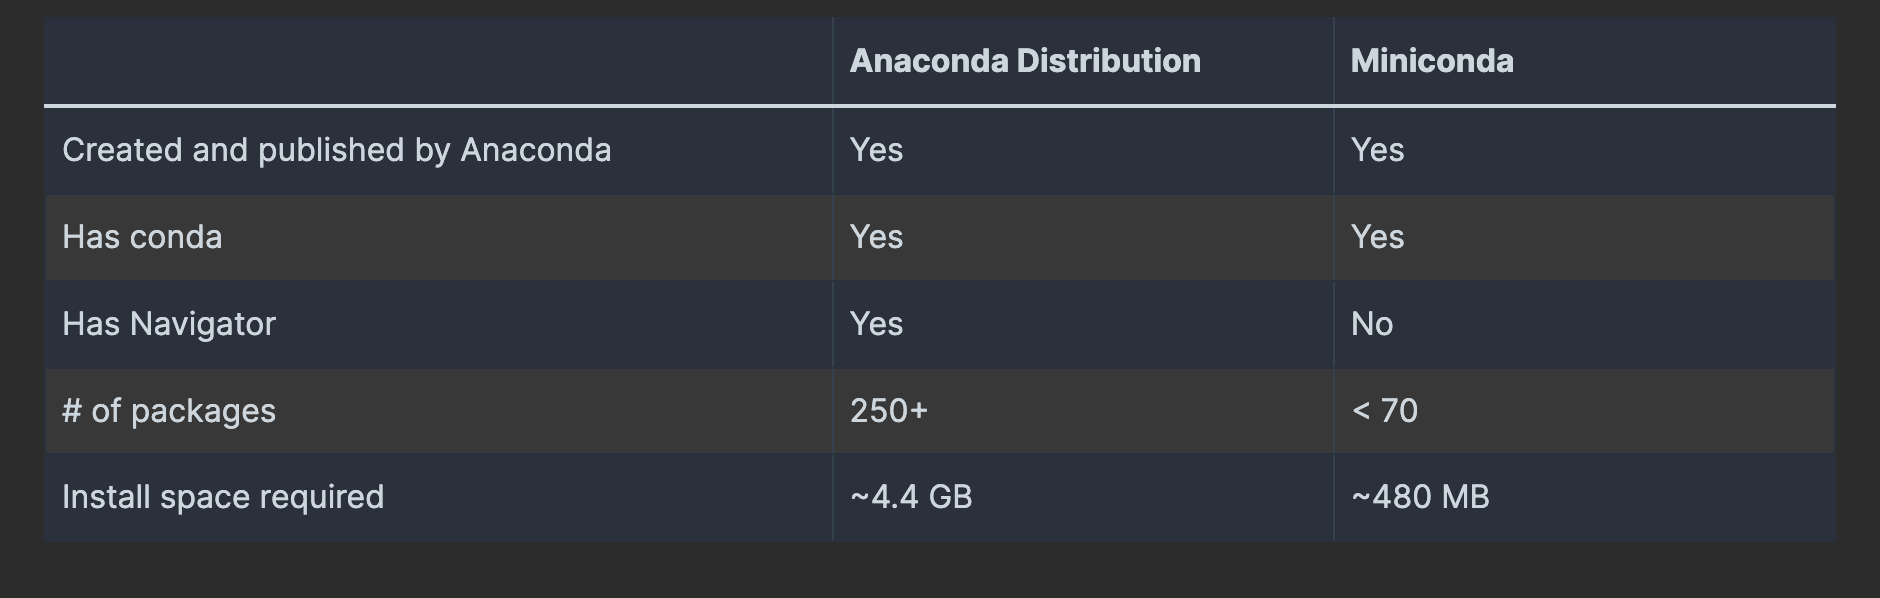 Anaconda Distribution Miniconda
Created and published by Anaconda Yes Yes
Has conda Yes Yes
Has Navigator Yes No
# of packages 250+ < 70
Install space required ~4.4 GB ~480 MB